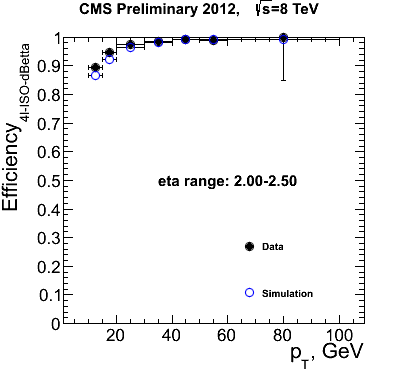 CMS Preliminary 2012, √s=8 TeV
Efficiency4l-ISO-dBetta
1
0.9
0.8
0.7
0.6
0.5
0.4
0.3
0.2
0.1
0
eta range: 2.00-2.50
Data
Simulation
20 40 60 80 100
pT, GeV